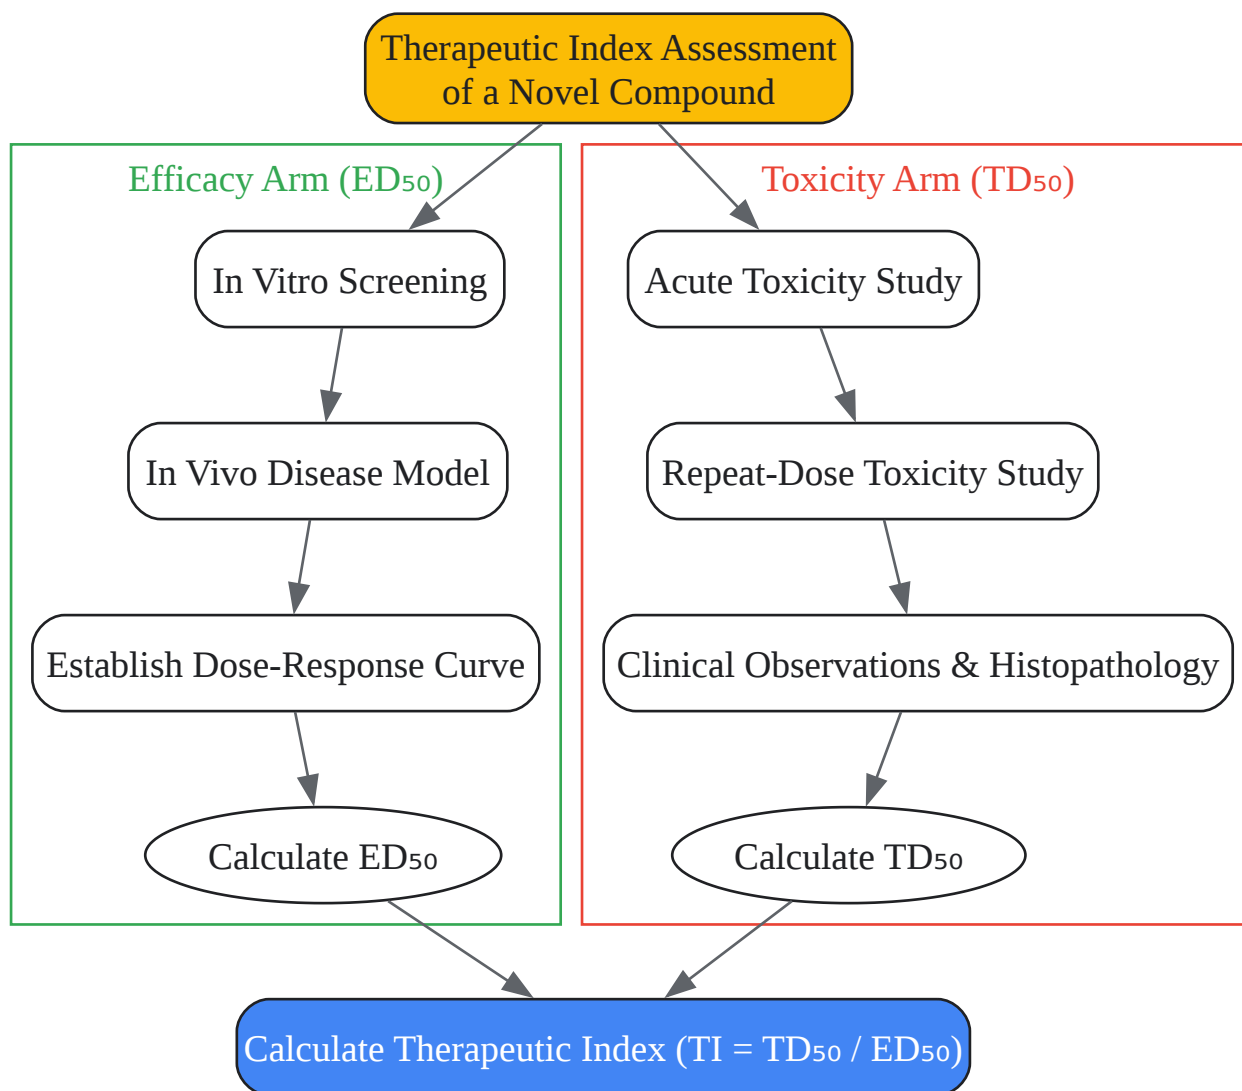 Therapeutic Index Assessment
of a Novel Compound
Efficacy Arm (ED₅₀)
In Vitro Screening
In Vivo Disease Model
Establish Dose-Response Curve
Calculate ED₅₀
Toxicity Arm (TD₅₀)
Acute Toxicity Study
Repeat-Dose Toxicity Study
Clinical Observations & Histopathology
Calculate TD₅₀
Calculate Therapeutic Index (TI = TD₅₀ / ED₅₀)